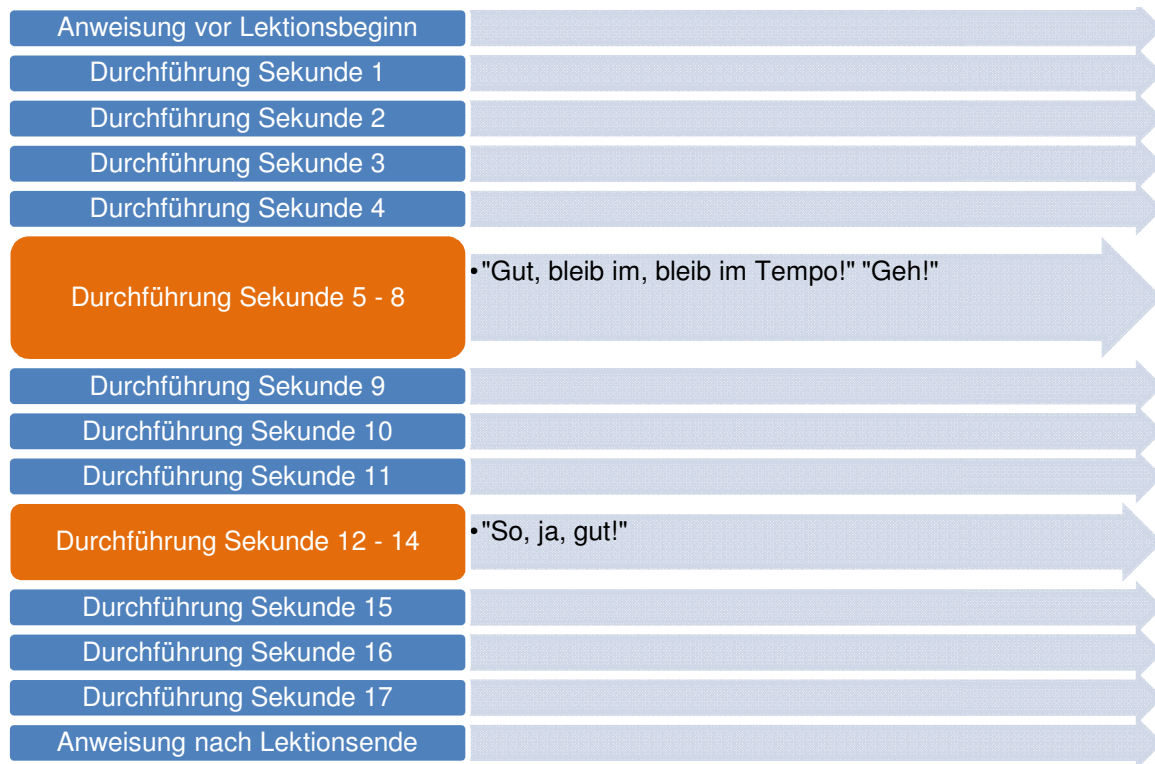 Anweisung vor Lektionsbeginn
Durchführung Sekunde 1
Durchführung Sekunde 2
Durchführung Sekunde 3
Durchführung Sekunde 4
Durchführung Sekunde 5 - 8
•"Gut, bleib im, bleib im Tempo!" "Geh!"
Durchführung Sekunde 9
Durchführung Sekunde 10
Durchführung Sekunde 11
Durchführung Sekunde 12 - 14
•"So, ja, gut!"
Durchführung Sekunde 15
Durchführung Sekunde 16
Durchführung Sekunde 17
Anweisung nach Lektionsende